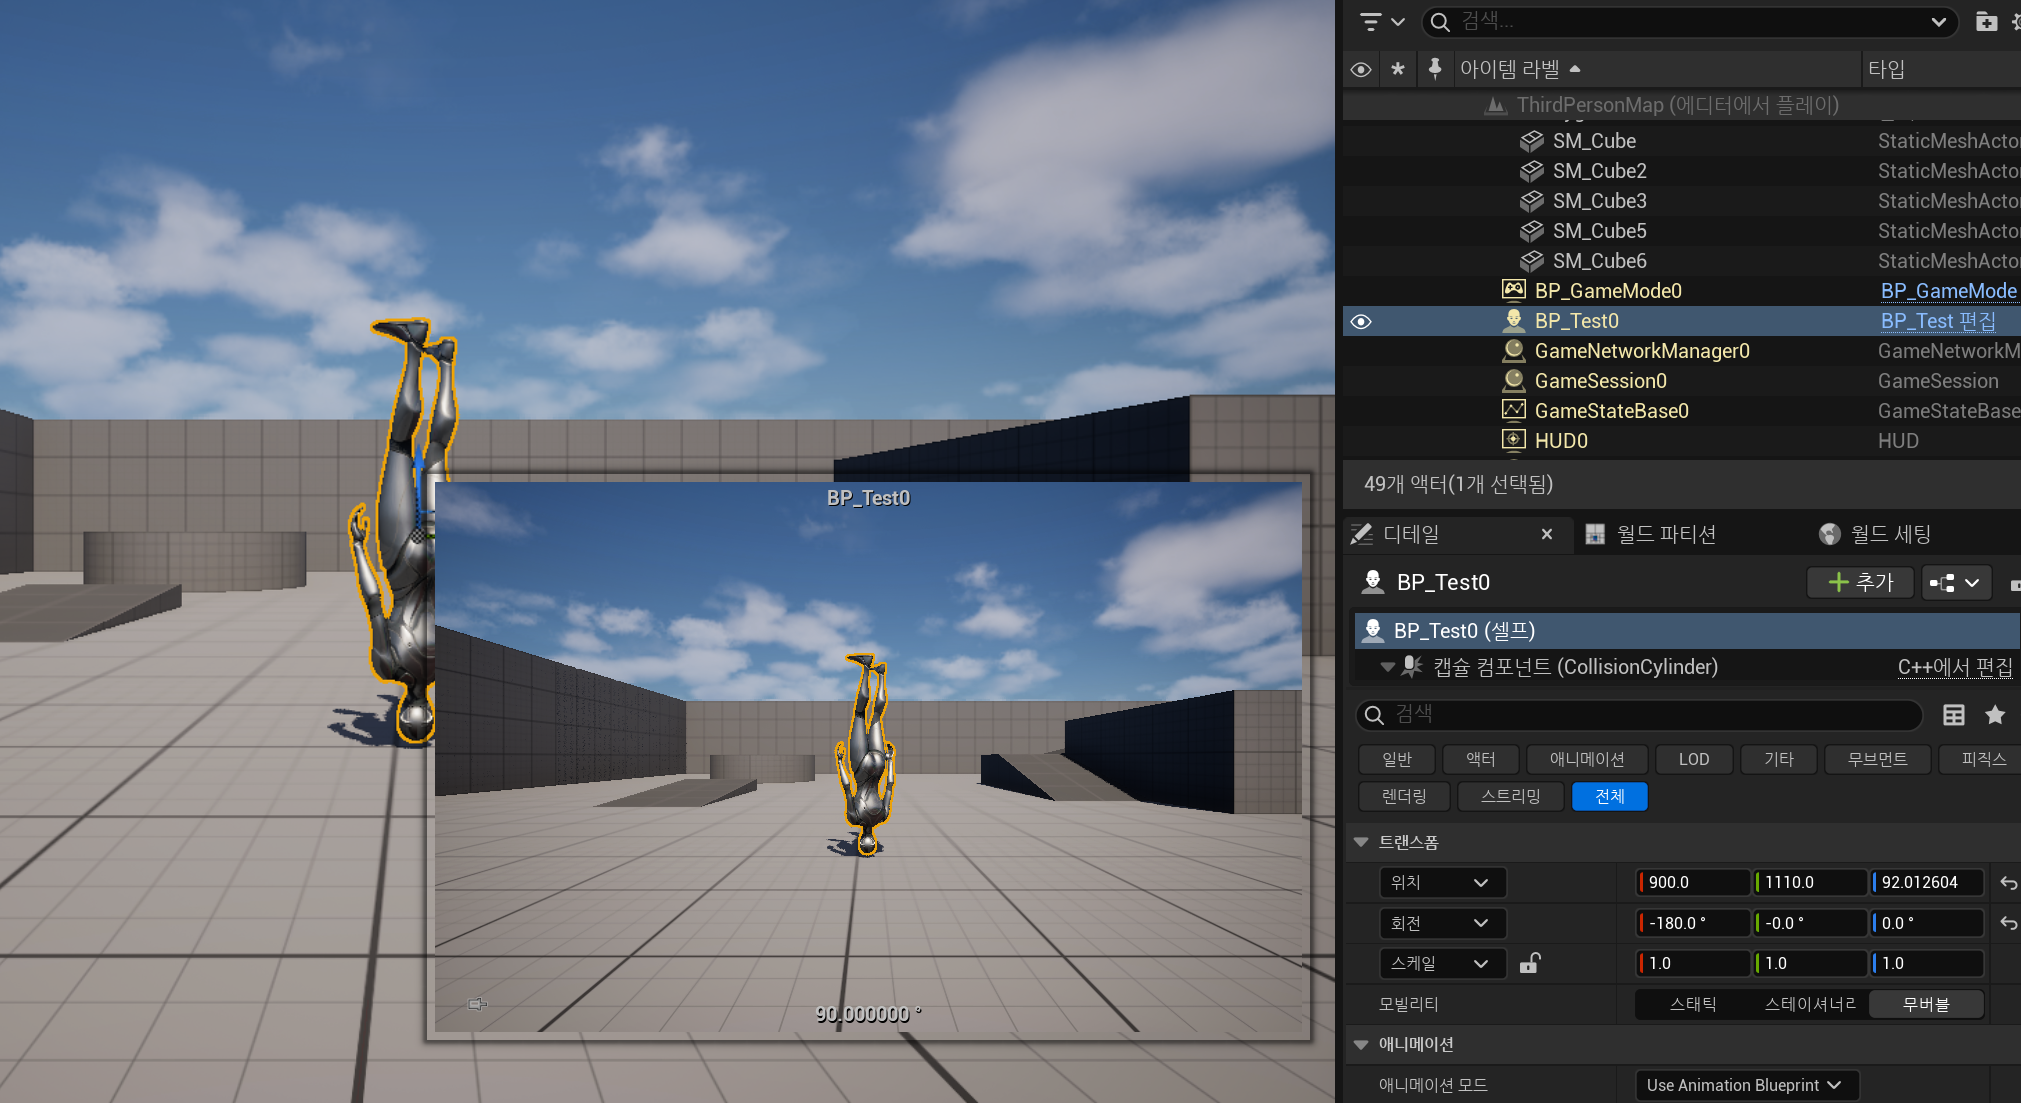 BP_Test0
90.000000 °
검색...
아이템 라벨
타입
ThirdPersonMap (에디터에서 플레이)
SM_Cube
StaticMeshActo
SM_Cube2
StaticMeshActo
SM_Cube3
StaticMeshActo
SM_Cube5
StaticMeshActo
SM_Cube6
StaticMeshActo
BP_GameMode0
BP_GameMode
BP_Test0
BP_Test 편집
GameNetworkManager0
GameNetworkM
GameSession0
GameSession
GameStateBase0
GameStateBase
HUD0
HUD
49개 액터(1개 선택됨)
디테일
월드 파티션
월드 세팅
BP_Test0
추가
BP_Test0 (셀프)
캡슐 컴포넌트 (CollisionCylinder)
C++에서 편집
검색
일반 액터 애니메이션 LOD 기타 무브먼트 피직스
렌더링 스트리밍 전체
트랜스폼
위치 900.0 1110.0 92.012604
회전 -180.0 ° -0.0 ° 0.0 °
스케일 1.0 1.0 1.0
모빌리티 스태틱 스테이셔너리 무버블
애니메이션
애니메이션 모드 Use Animation Blueprint